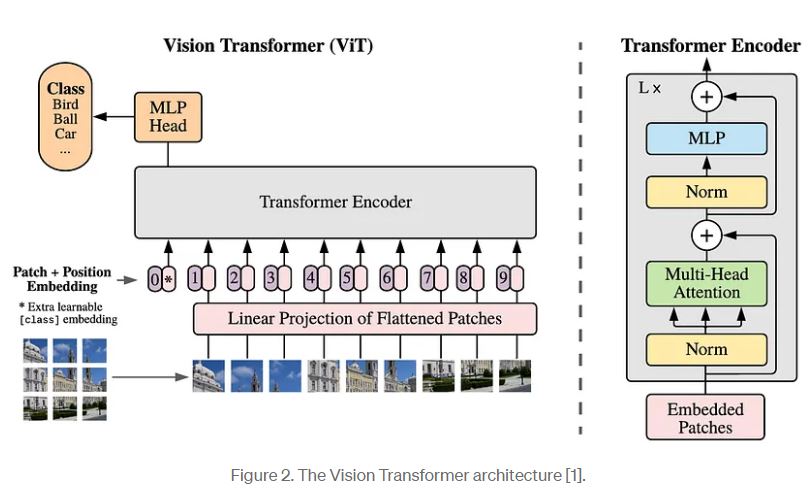 Vision Transformer (ViT)
Class
Bird
Ball
Car
...
MLP
Head
Transformer Encoder
Patch + Position
Embedding
0 * 1 2 3 4 5 6 7 8 9
* Extra learnable
[class] embedding
Linear Projection of Flattened Patches
Transformer Encoder
L x
+
MLP
Norm
+
Multi-Head
Attention
Norm
Embedded
Patches
Figure 2. The Vision Transformer architecture [1].